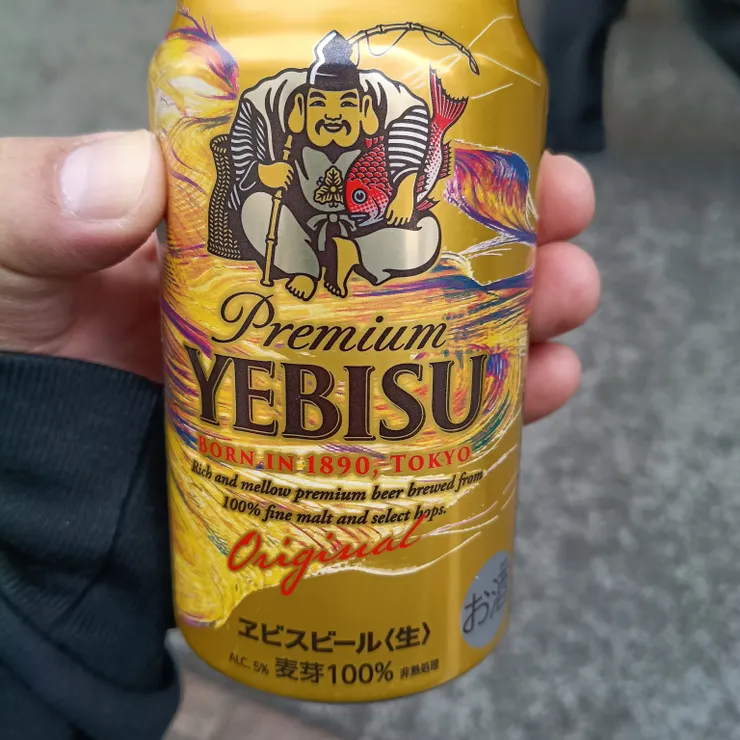 Premium
YEBISU
BORN IN 1890, TOKYO
Rich and mellow premium beer brewed from
100% fine malt and select hops.
Original
ヱビスビール〈生〉
お酒
ALC. 5% 麦芽100% 非熱処理